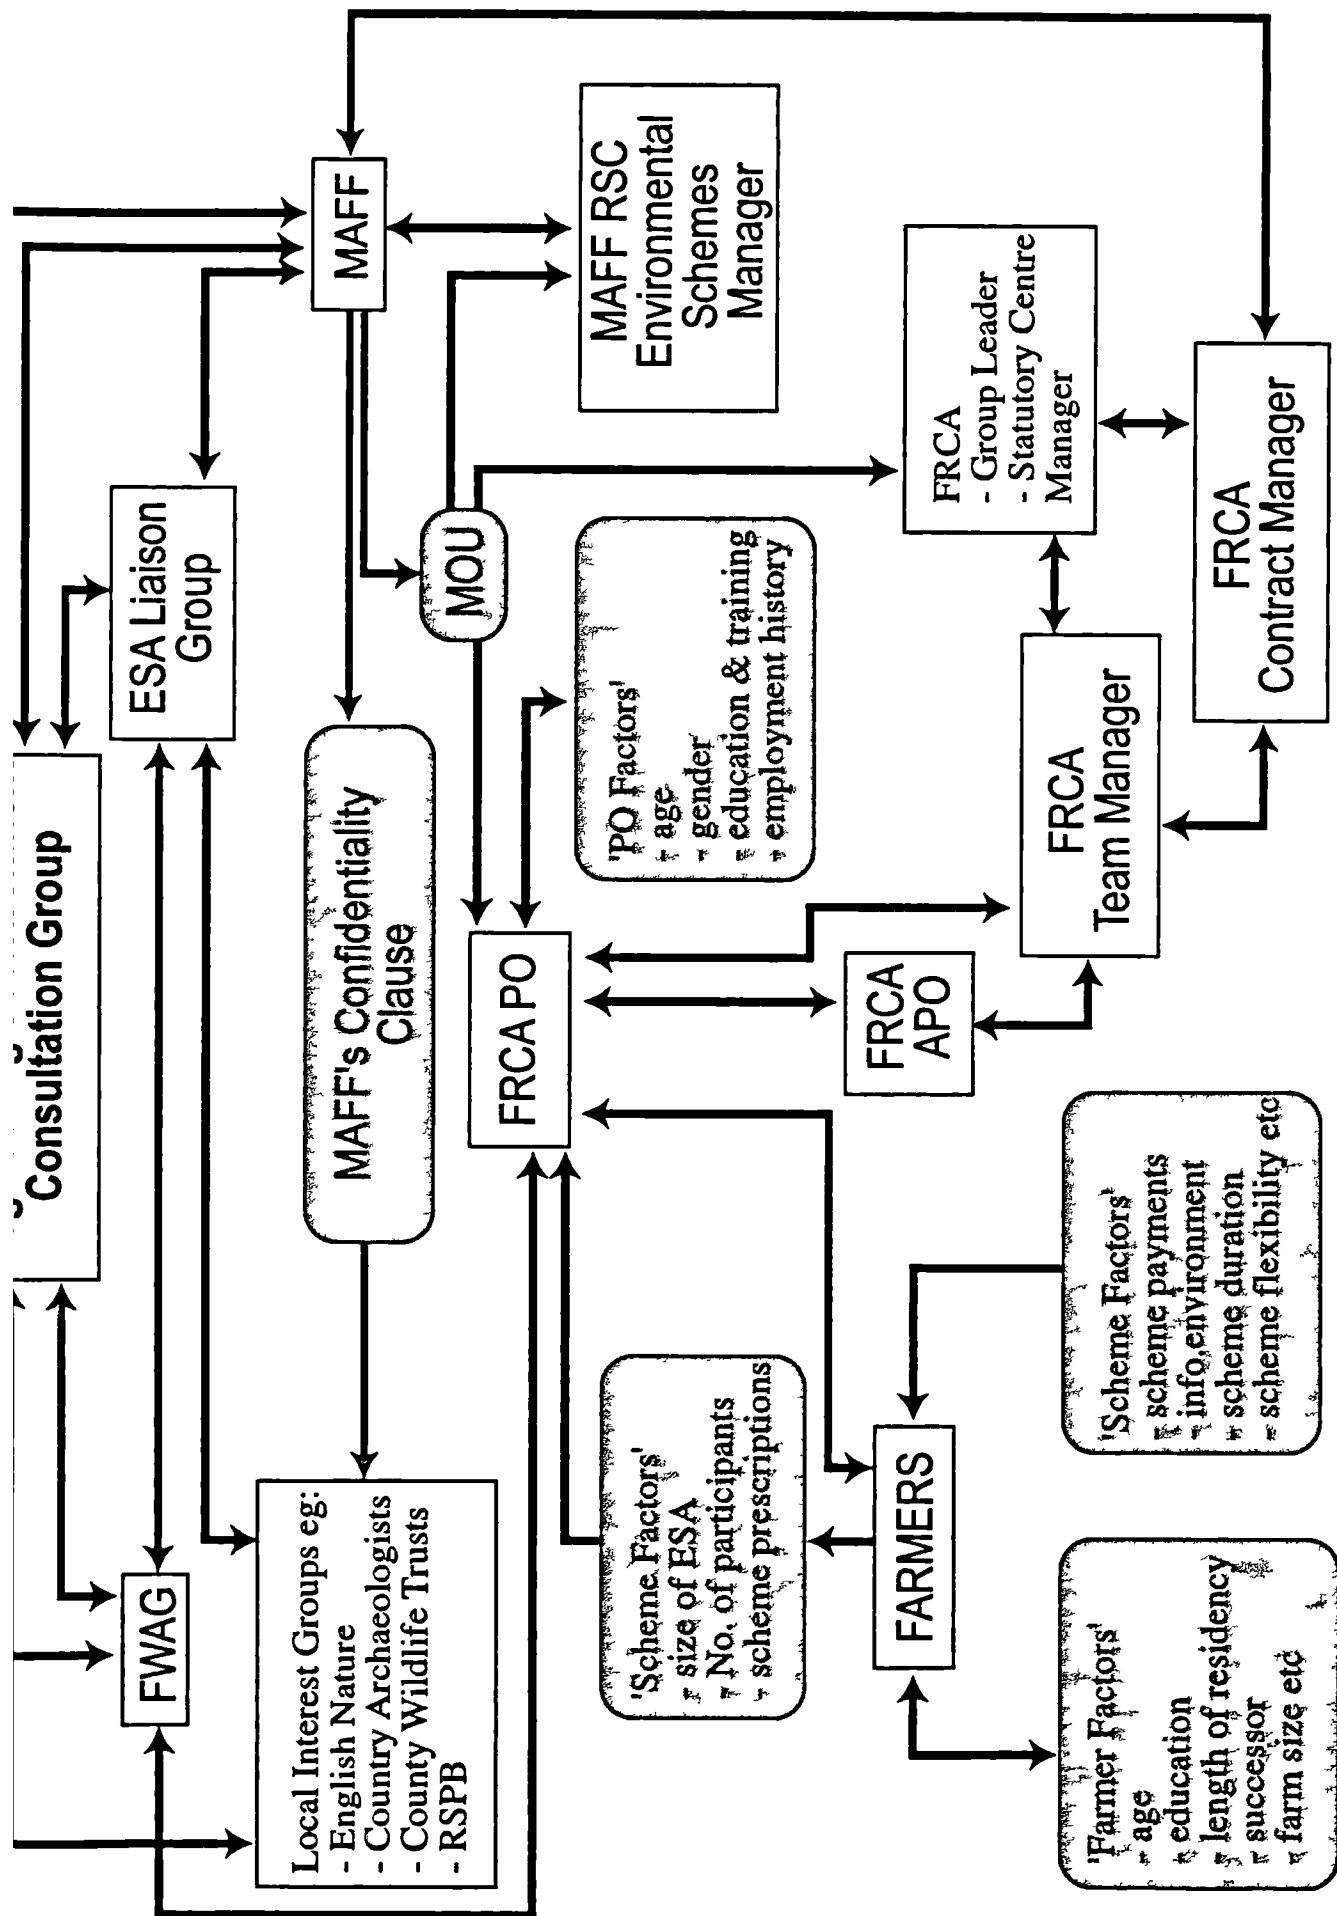 Consultation Group
FWAG
ESA Liaison
Group
Local Interest Groups eg:
- English Nature
- Country Archaeologists
- County Wildlife Trusts
- RSPB
MAFF's Confidentiality
Clause
MAFF
MOU
FRCA PO
MAFF RSC
Environmental
Schemes
Manager
'Scheme Factors'
- size of ESA
- No. of participants
- scheme prescriptions
'PO Factors'
- age
- gender
- education & training
- employment history
FARMERS
FRCA
APO
FRCA
- Group Leader
- Statutory Centre
Manager
FRCA
Team Manager
'Farmer Factors'
- age
- education
- length of residency
- successor
- farm size etc
'Scheme Factors'
- scheme payments
- info,environment
- scheme duration
- scheme flexibility etc
FRCA
Contract Manager